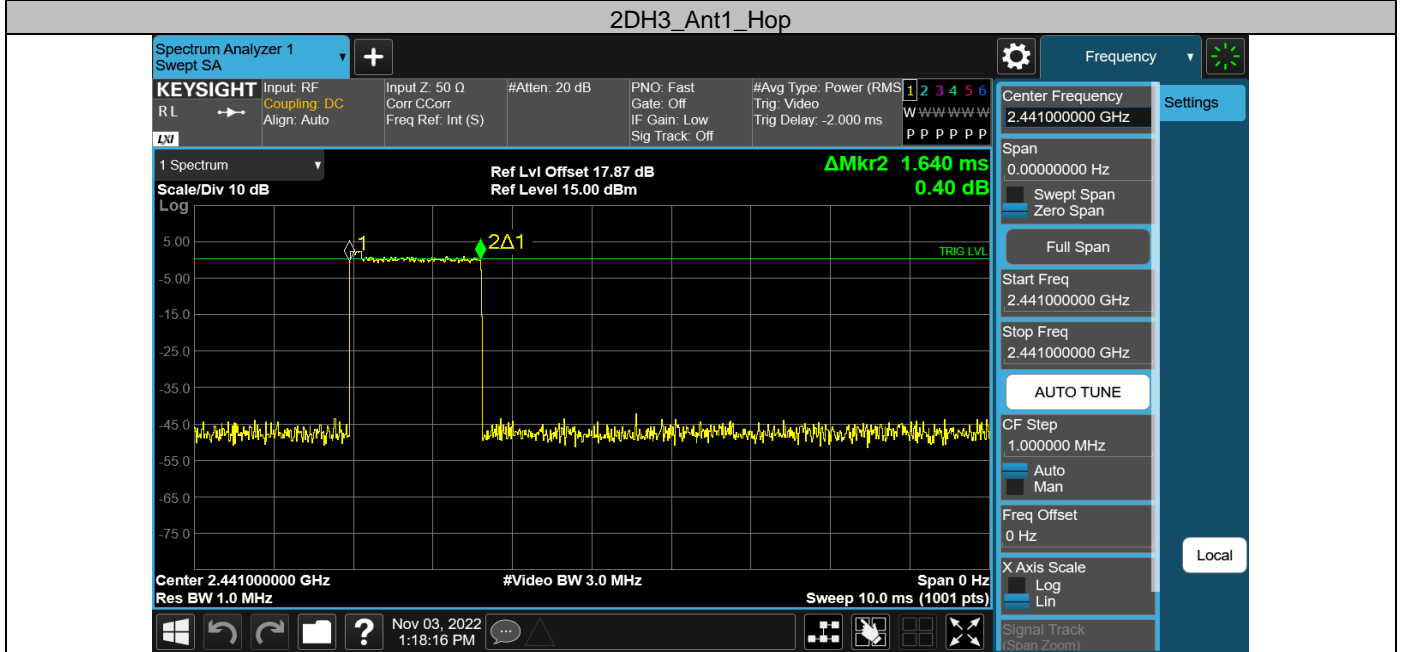 2DH3_Ant1_Hop
Spectrum Analyzer 1
Swept SA
Frequency
KEYSIGHT
RL
LXI
Input: RF
Coupling: DC
Align: Auto
Input Z: 50 Ω
Corr CCorr
Freq Ref: Int (S)
#Atten: 20 dB
PNO: Fast
Gate: Off
IF Gain: Low
Sig Track: Off
#Avg Type: Power (RMS
Trig: Video
Trig Delay: -2.000 ms
1 2 3 4 5 6
W W W W W W
P P P P P P
1 Spectrum
Scale/Div 10 dB
Log
Ref Lvl Offset 17.87 dB
Ref Level 15.00 dBm
ΔMkr2 1.640 ms
0.40 dB
1
2Δ1
TRIG LVL
5.00
-5.00
-15.0
-25.0
-35.0
-45.0
-55.0
-65.0
-75.0
Center 2.441000000 GHz
Res BW 1.0 MHz
#Video BW 3.0 MHz
Span 0 Hz
Sweep 10.0 ms (1001 pts)
Nov 03, 2022
1:18:16 PM
Center Frequency
2.441000000 GHz
Settings
Span
0.00000000 Hz
Swept Span
Zero Span
Full Span
Start Freq
2.441000000 GHz
Stop Freq
2.441000000 GHz
AUTO TUNE
CF Step
1.000000 MHz
Auto
Man
Freq Offset
0 Hz
X Axis Scale
Log
Lin
Local
Signal Track
(Span Zoom)